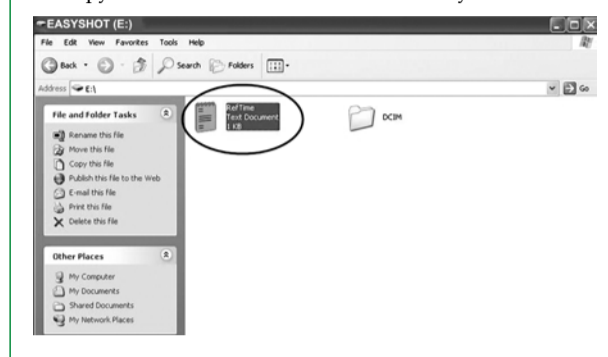 EASYSHOT (E:)
File Edit View Favorites Tools Help
Back Search Folders
Address E:\ Go
File and Folder Tasks
Rename this file
Move this file
Copy this file
Publish this file to the Web
E-mail this file
Print this file
Delete this file
Other Places
My Computer
My Documents
Shared Documents
My Network Places
RefTime
Text Document
1 KB
DCIM